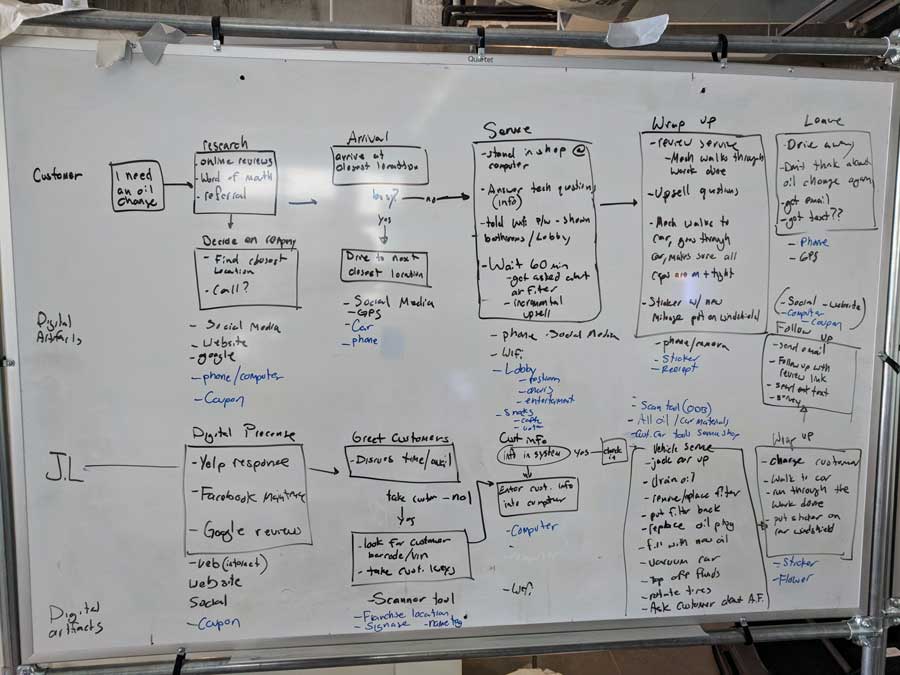 Quartet
Customer
I need
an oil
change
research
- online reviews
- Word of mouth
- referral
Decide on company
- Find closest
location
- Call?
Arrival
arrive at
closest location
busy?
no
yes
Drive to next
closest location
Service
- stand in shop @
computer
- Answer tech questions
(info)
- told wifi p/w - shown
bathrooms/Lobby
- Wait 60 min
- get asked about
air filter
- incremental
upsell
Wrap up
- review service
- Mech walks through
work done
- Upsell questions
- Mech walks to
car, goes through
car, makes sure all
caps are on + tight
- Sticker w/ new
mileage put on windshield
Leave
- Drive away
- Don't think about
oil change again
- get email
- got text??
- Phone
- GPS
Digital
Artifacts
- Social Media
- website
- google
- phone/computer
- Coupon
- Social Media
- GPS
- Car
- phone
- phone - Social Media
- Wifi
- Lobby
- restroom
- entertainment
- Snacks
- coffee
- water
- phone/camera
- Sticker
- Receipt
(- Social - website)
- Computer
- Coupon
Follow up
- send email
- Follow up with
review link
- send out text
- survey
J.L
Digital Presense
- Yelp response
- Facebook
- Google reviews
Greet Customers
- Discuss time/avail
take custom - no
yes
- look for customer
barcode/vin
- take cust. keys
Cust info
info in system
yes
check
in
Enter cust. info
into computer
- Computer
- Scan tool (OOB)
- All oil/car materials
- Cust. car tools
Vehicle serve
- jack car up
- drain oil
- remove/replace filter
- put filter back
- replace oil plug
- fill with new oil
- vacuum car
- Top off fluids
- rotate tires
- Ask customer about A.F.
Wrap up
- charge customer
- Walk to car
- run through the
work done
- put sticker on
car windshield
- Sticker
- Flower
Digital
artifacts
- web (internet)
website
Social
- Coupon
- Scanner tool
- Franchise location
- Signage - name tag
- Wifi